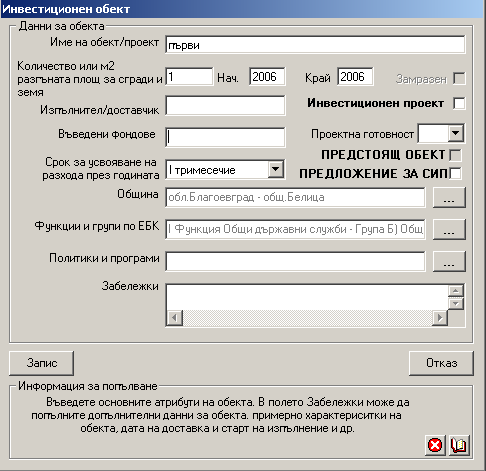 Инвестиционен обект
Данни за обекта
Име на обект/проект първи
Количество или м2 разгъната площ за сгради и земя 1 Нач. 2006 Край 2006 Замразен
Изпълнител/доставчик Инвестиционен проект
Въведени фондове Проектна готовност
ПРЕДСТОЯЩ ОБЕКТ
Срок за усвояване на разхода през годината I тримесечие ПРЕДЛОЖЕНИЕ ЗА СИП
Община обл.Благоевград - общ.Белица ...
Функции и групи по ЕБК I Функция Общи държавни служби - Група Б) Общ ...
Политики и програми ...
Забележки
Запис Отказ
Информация за попълване
Въведете основните атрибути на обекта. В полето Забележки може да
попълните допълнителни данни за обекта. примерно характериситки на
обекта, дата на доставка и старт на изпълнение и др.